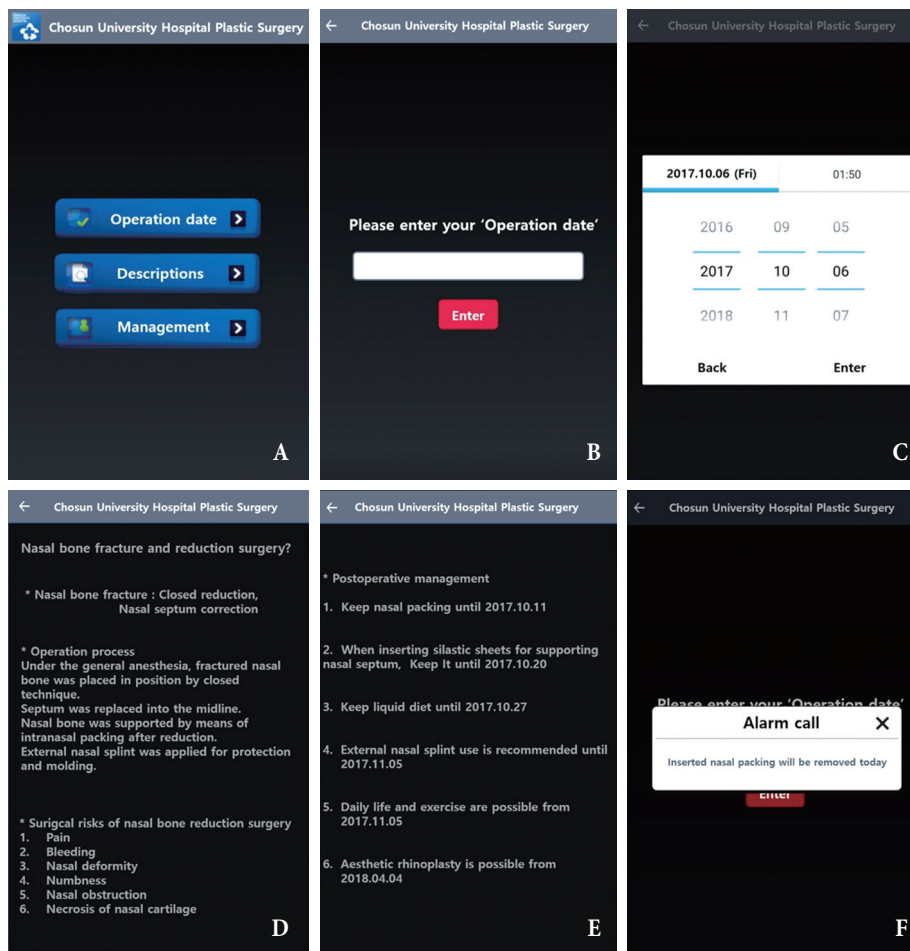 Chosun University Hospital Plastic Surgery
Operation date
Descriptions
Management
A
Chosun University Hospital Plastic Surgery
Please enter your ‘Operation date’
Enter
B
Chosun University Hospital Plastic Surgery
2017.10.06 (Fri) 01:50
2016 09 05
2017 10 06
2018 11 07
Back Enter
C
Chosun University Hospital Plastic Surgery
Nasal bone fracture and reduction surgery?
* Nasal bone fracture : Closed reduction,
Nasal septum correction
* Operation process
Under the general anesthesia, fractured nasal
bone was placed in position by closed
technique.
Septum was replaced into the midline.
Nasal bone was supported by means of
intranasal packing after reduction.
External nasal splint was applied for protection
and molding.
* Surigcal risks of nasal bone reduction surgery
1. Pain
2. Bleeding
3. Nasal deformity
4. Numbness
5. Nasal obstruction
6. Necrosis of nasal cartilage
D
Chosun University Hospital Plastic Surgery
* Postoperative management
1. Keep nasal packing until 2017.10.11
2. When inserting silastic sheets for supporting
nasal septum, Keep It until 2017.10.20
3. Keep liquid diet until 2017.10.27
4. External nasal splint use is recommended until
2017.11.05
5. Daily life and exercise are possible from
2017.11.05
6. Aesthetic rhinoplasty is possible from
2018.04.04
E
Chosun University Hospital Plastic Surgery
Please enter your ‘Operation date’
Alarm call
Inserted nasal packing will be removed today
Enter
F